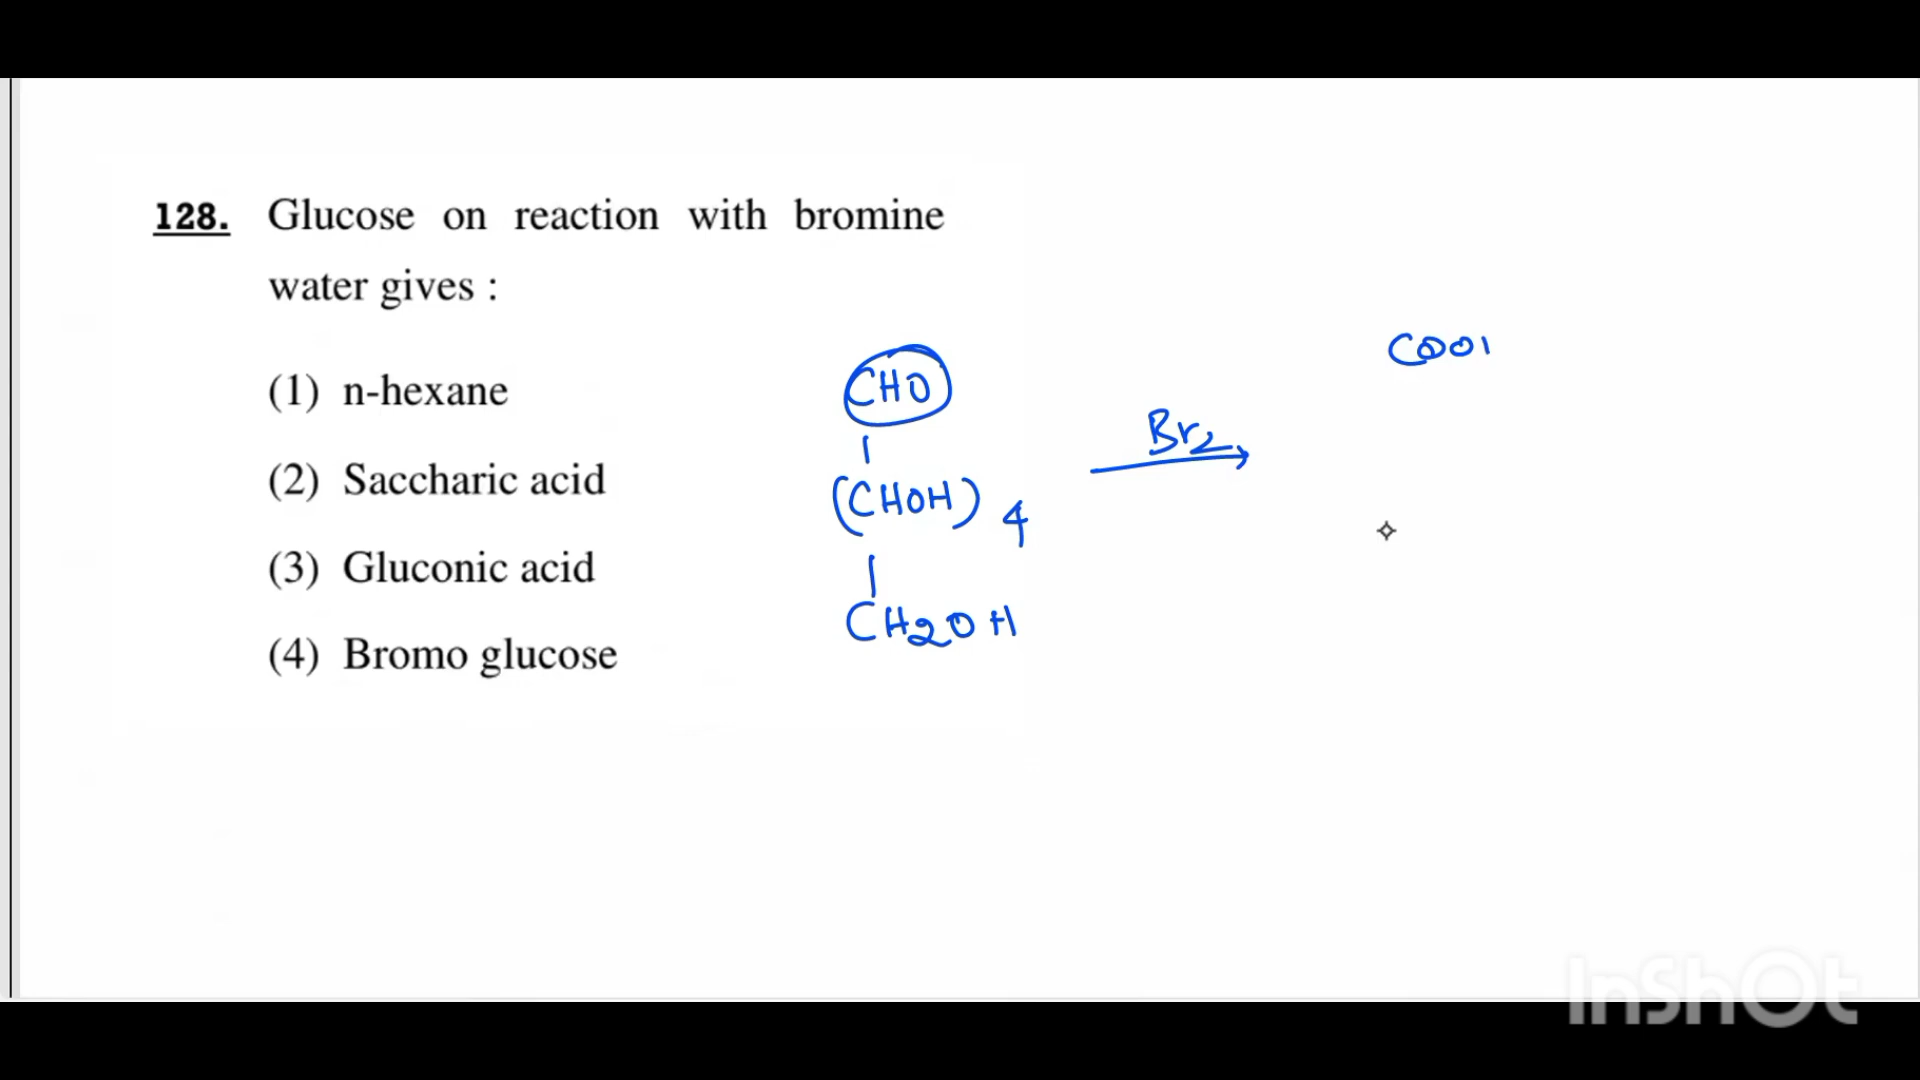 128. Glucose on reaction with bromine
water gives :
(1) n-hexane
(2) Saccharic acid
(3) Gluconic acid
(4) Bromo glucose
CHO
(CHOH) 4
CH2OH
Br2
COO
InShOt